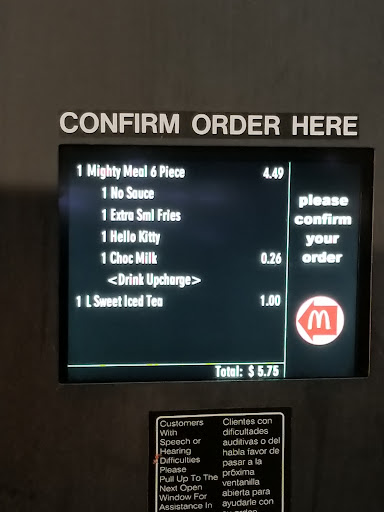 CONFIRM ORDER HERE
1 Mighty Meal 6 Piece 4.49
1 No Sauce
1 Extra Sml Fries
1 Hello Kitty
1 Choc Milk 0.26
<Drink Upcharge>
1 L Sweet Iced Tea 1.00
Total: $ 5.75
please
confirm
your
order
M
Customers
With
Speech or
Hearing
Difficulties
Please
Pull Up To The
Next Open
Window For
Assistance In
Clientes con
dificultades
auditivas o del
habla favor de
pasar a la
próxima
ventanilla
abierta para
ayudarle con
su orden